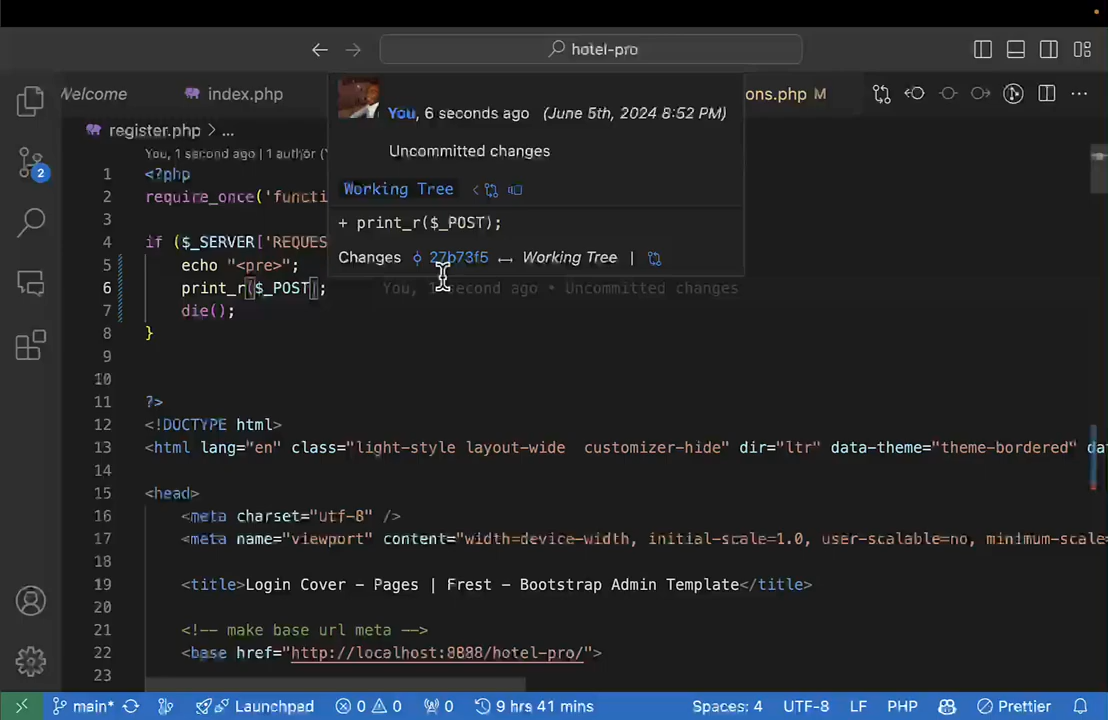 hotel-pro
Welcome
index.php
ons.php M
register.php > ...
You, 6 seconds ago (June 5th, 2024 8:52 PM)
Uncommitted changes
Working Tree
+ print_r($_POST);
Changes 27b73f5 Working Tree |
2
You, 1 second ago | 1 author (
1 <?php
2 require_once('functi
3
4 if ($_SERVER['REQUES
5 echo "<pre>";
6 print_r($_POST); You, 1 second ago • Uncommitted changes
7 die();
8 }
9
10
11 ?>
12 <!DOCTYPE html>
13 <html lang="en" class="light-style layout-wide  customizer-hide" dir="ltr" data-theme="theme-bordered" da
14
15 <head>
16 <meta charset="utf-8" />
17 <meta name="viewport" content="width=device-width, initial-scale=1.0, user-scalable=no, minimum-scale=
18
19 <title>Login Cover - Pages | Frest - Bootstrap Admin Template</title>
20
21 <!-- make base url meta -->
22 <base href="http://localhost:8888/hotel-pro/">
23
main* Launchpad 0 0 0 9 hrs 41 mins Spaces: 4 UTF-8 LF PHP Prettier